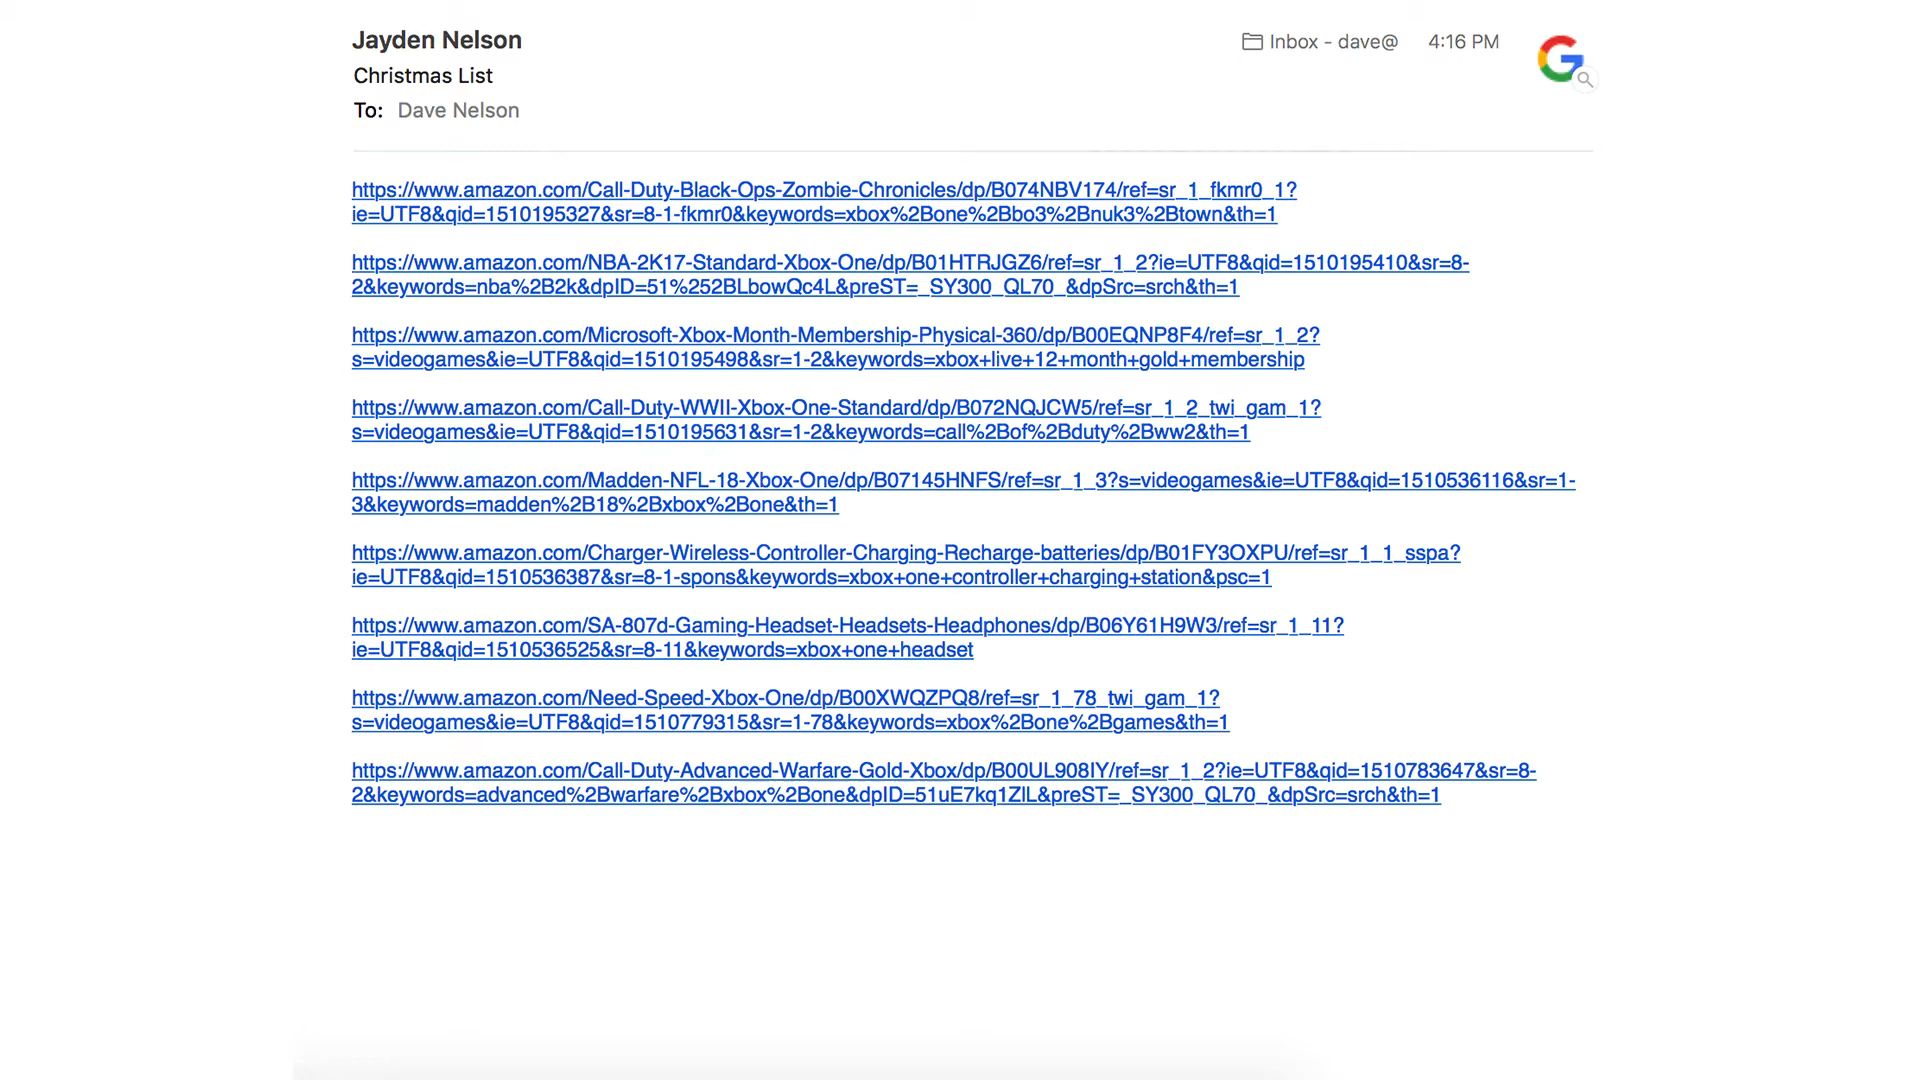 Jayden Nelson
Inbox - dave@ 4:16 PM
Christmas List
To: Dave Nelson
https://www.amazon.com/Call-Duty-Black-Ops-Zombie-Chronicles/dp/B074NBV174/ref=sr_1_fkmr0_1?
ie=UTF8&qid=1510195327&sr=8-1-fkmr0&keywords=xbox%2Bone%2Bbo3%2Bnuk3%2Btown&th=1
https://www.amazon.com/NBA-2K17-Standard-Xbox-One/dp/B01HTRJGZ6/ref=sr_1_2?ie=UTF8&qid=1510195410&sr=8-
2&keywords=nba%2B2k&dpID=51%252BLbowQc4L&preST=_SY300_QL70_&dpSrc=srch&th=1
https://www.amazon.com/Microsoft-Xbox-Month-Membership-Physical-360/dp/B00EQNP8F4/ref=sr_1_2?
s=videogames&ie=UTF8&qid=1510195498&sr=1-2&keywords=xbox+live+12+month+gold+membership
https://www.amazon.com/Call-Duty-WWII-Xbox-One-Standard/dp/B072NQJCW5/ref=sr_1_2_twi_gam_1?
s=videogames&ie=UTF8&qid=1510195631&sr=1-2&keywords=call%2Bof%2Bduty%2Bww2&th=1
https://www.amazon.com/Madden-NFL-18-Xbox-One/dp/B07145HNFS/ref=sr_1_3?s=videogames&ie=UTF8&qid=1510536116&sr=1-
3&keywords=madden%2B18%2Bxbox%2Bone&th=1
https://www.amazon.com/Charger-Wireless-Controller-Charging-Recharge-batteries/dp/B01FY3OXPU/ref=sr_1_1_sspa?
ie=UTF8&qid=1510536387&sr=8-1-spons&keywords=xbox+one+controller+charging+station&psc=1
https://www.amazon.com/SA-807d-Gaming-Headset-Headsets-Headphones/dp/B06Y61H9W3/ref=sr_1_11?
ie=UTF8&qid=1510536525&sr=8-11&keywords=xbox+one+headset
https://www.amazon.com/Need-Speed-Xbox-One/dp/B00XWQZPQ8/ref=sr_1_78_twi_gam_1?
s=videogames&ie=UTF8&qid=1510779315&sr=1-78&keywords=xbox%2Bone%2Bgames&th=1
https://www.amazon.com/Call-Duty-Advanced-Warfare-Gold-Xbox/dp/B00UL908IY/ref=sr_1_2?ie=UTF8&qid=1510783647&sr=8-
2&keywords=advanced%2Bwarfare%2Bxbox%2Bone&dpID=51uE7kq1ZlL&preST=_SY300_QL70_&dpSrc=srch&th=1